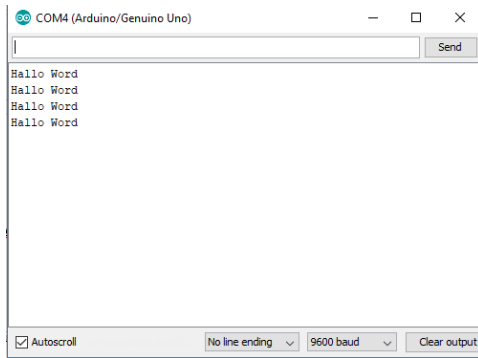 COM4 (Arduino/Genuino Uno)
Send
Hallo Word
Hallo Word
Hallo Word
Hallo Word
Autoscroll
No line ending
9600 baud
Clear output